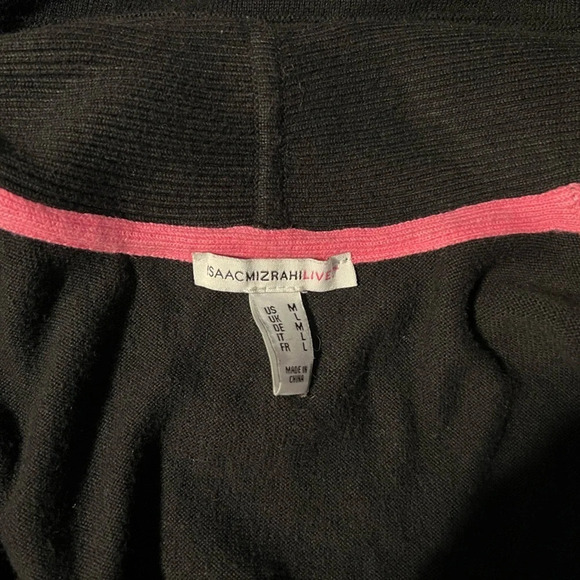 ISAACMIZRAHILIVE!
US M
UK L
DE M
IT L
FR L
MADE IN
CHINA